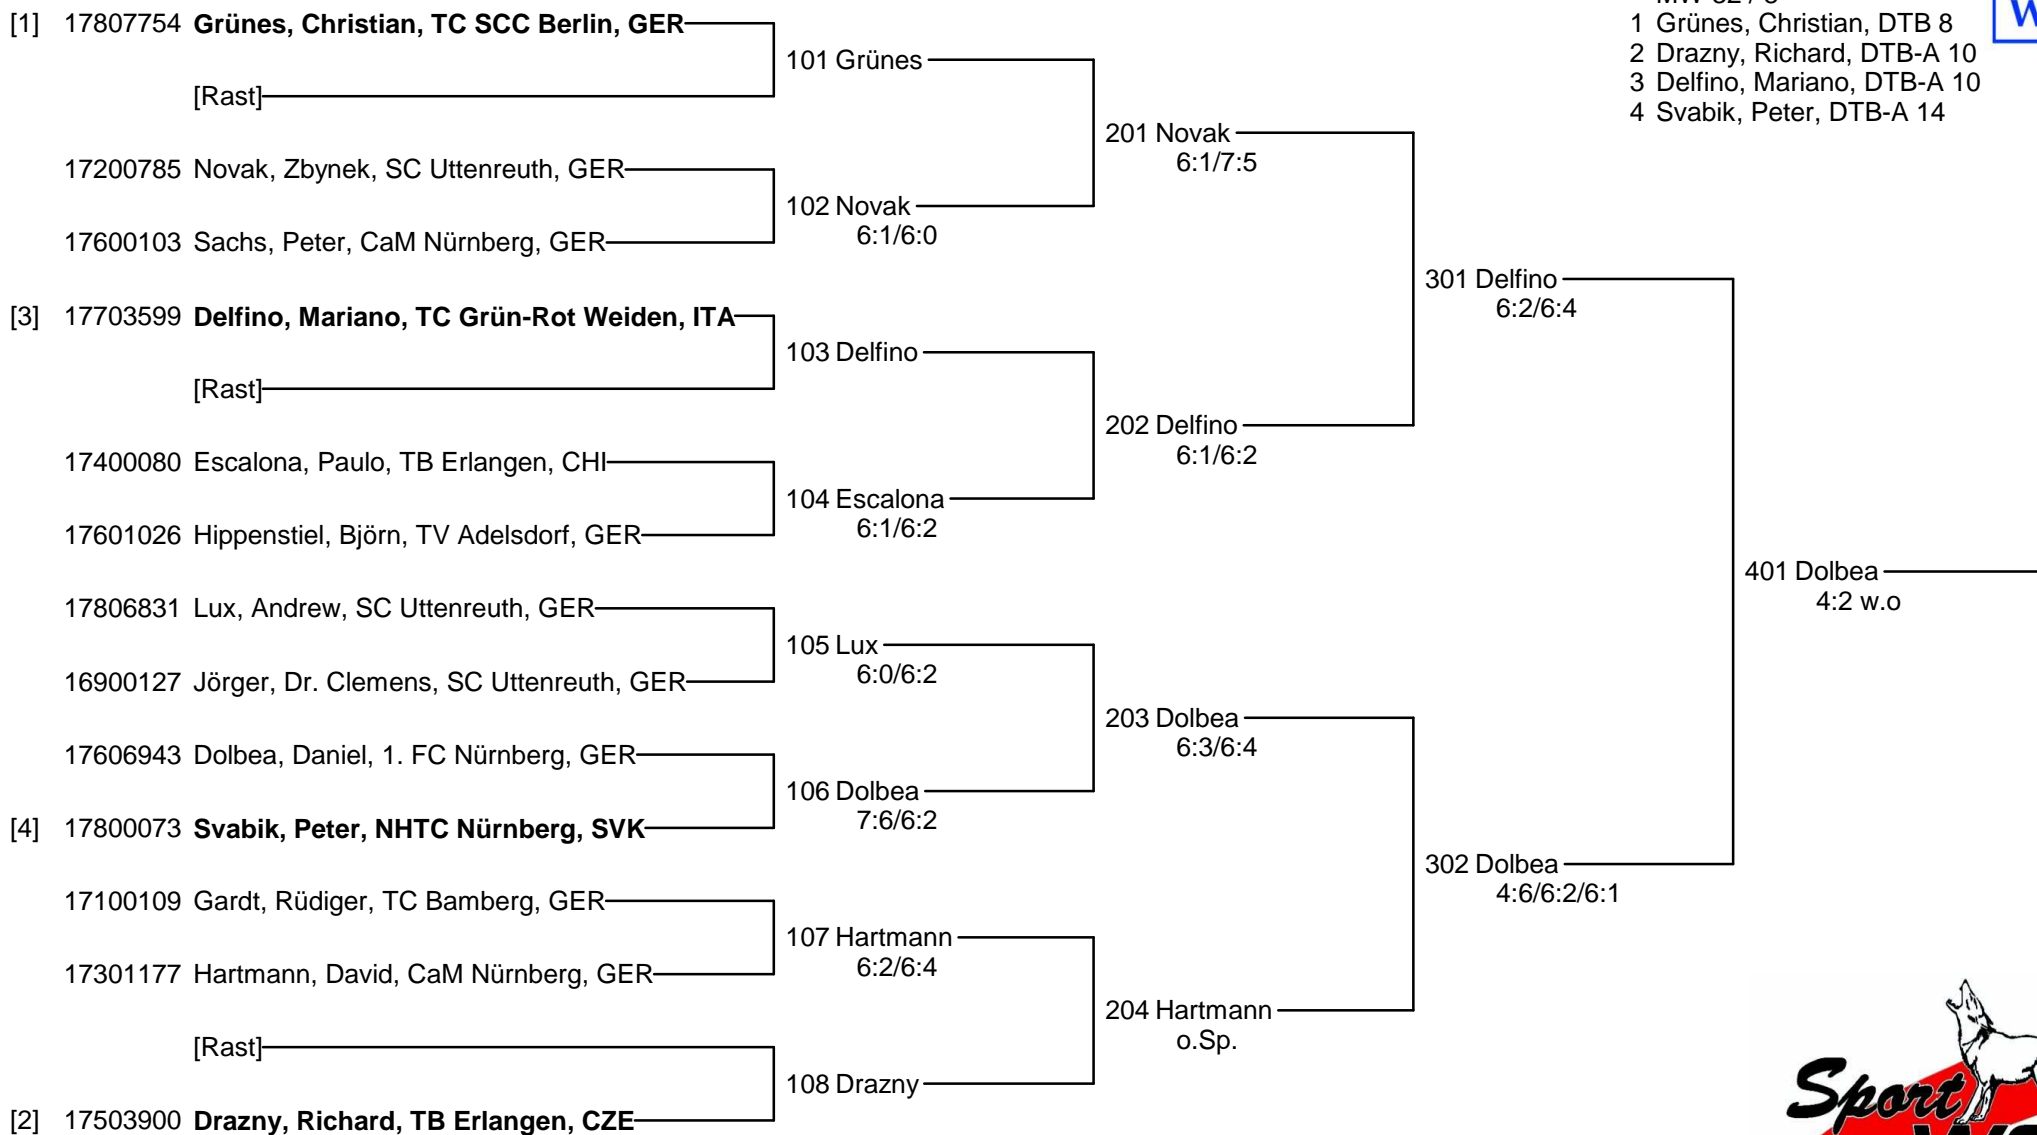 MW 32 / 3
1 Grünes, Christian, DTB 8
2 Drazny, Richard, DTB-A 10
3 Delfino, Mariano, DTB-A 10
4 Svabik, Peter, DTB-A 14
[1] 17807754 Grünes, Christian, TC SCC Berlin, GER
101 Grünes
[Rast]
201 Novak
6:1/7:5
17200785 Novak, Zbynek, SC Uttenreuth, GER
102 Novak
6:1/6:0
17600103 Sachs, Peter, CaM Nürnberg, GER
301 Delfino
6:2/6:4
[3] 17703599 Delfino, Mariano, TC Grün-Rot Weiden, ITA
103 Delfino
[Rast]
202 Delfino
6:1/6:2
17400080 Escalona, Paulo, TB Erlangen, CHI
104 Escalona
6:1/6:2
17601026 Hippenstiel, Björn, TV Adelsdorf, GER
401 Dolbea
4:2 w.o
17806831 Lux, Andrew, SC Uttenreuth, GER
105 Lux
6:0/6:2
16900127 Jörger, Dr. Clemens, SC Uttenreuth, GER
203 Dolbea
6:3/6:4
17606943 Dolbea, Daniel, 1. FC Nürnberg, GER
106 Dolbea
7:6/6:2
[4] 17800073 Svabik, Peter, NHTC Nürnberg, SVK
302 Dolbea
4:6/6:2/6:1
17100109 Gardt, Rüdiger, TC Bamberg, GER
107 Hartmann
6:2/6:4
17301177 Hartmann, David, CaM Nürnberg, GER
204 Hartmann
o.Sp.
[Rast]
108 Drazny
[2] 17503900 Drazny, Richard, TB Erlangen, CZE
Sport